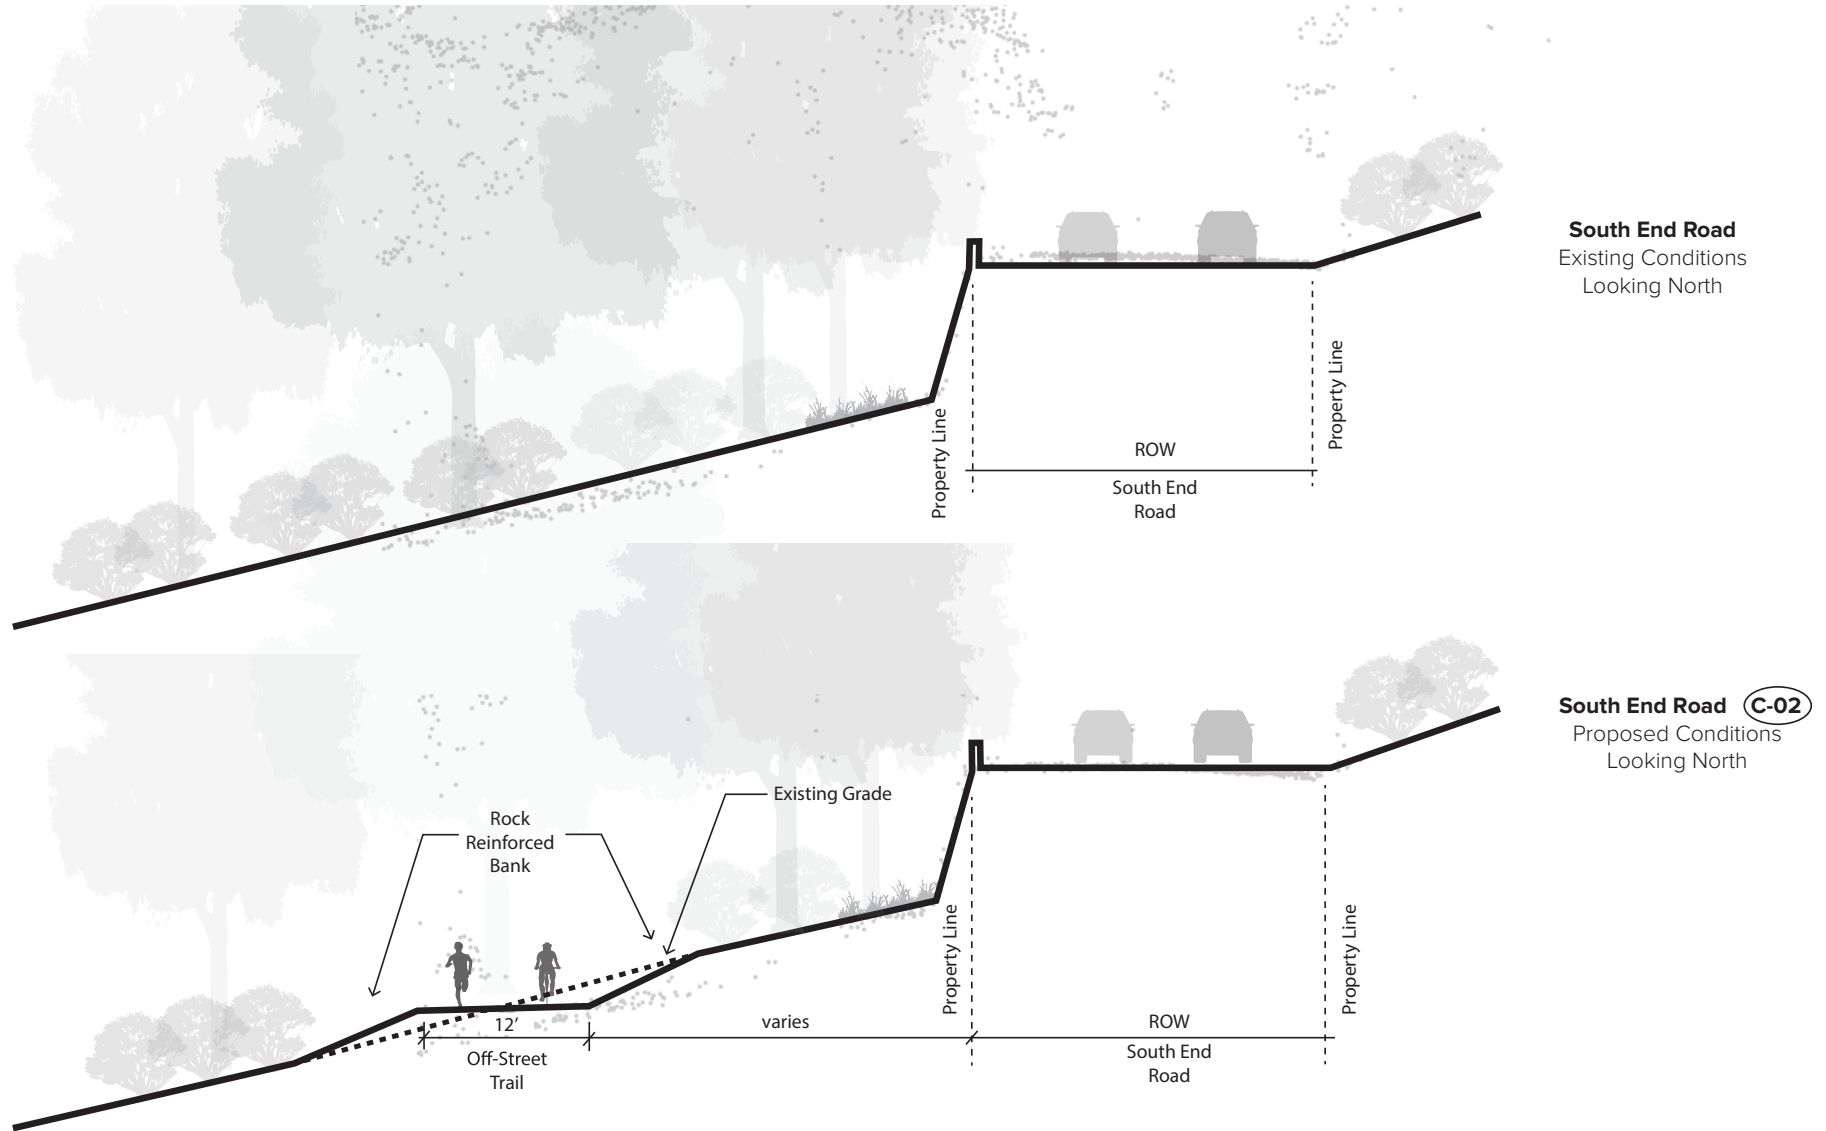 South End Road
Existing Conditions
Looking North
Property Line
Property Line
ROW
South End
Road
South End Road C-02
Proposed Conditions
Looking North
Existing Grade
Rock
Reinforced
Bank
Property Line
Property Line
12’
Off-Street
Trail
varies
ROW
South End
Road